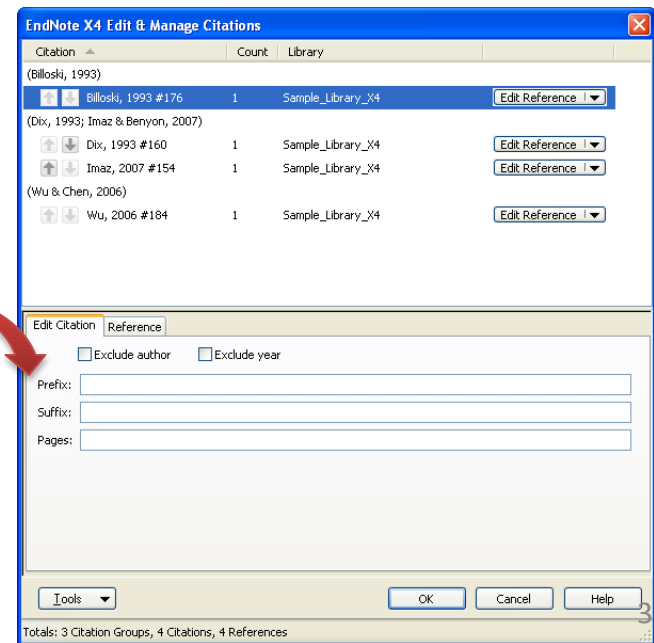 EndNote X4 Edit & Manage Citations
Citation Count Library
(Billoski, 1993)
Billoski, 1993 #176 1 Sample_Library_X4 Edit Reference
(Dix, 1993; Imaz & Benyon, 2007)
Dix, 1993 #160 1 Sample_Library_X4 Edit Reference
Imaz, 2007 #154 1 Sample_Library_X4 Edit Reference
(Wu & Chen, 2006)
Wu, 2006 #184 1 Sample_Library_X4 Edit Reference
Edit Citation Reference
Exclude author Exclude year
Prefix:
Suffix:
Pages:
Tools OK Cancel Help
3
Totals: 3 Citation Groups, 4 Citations, 4 References